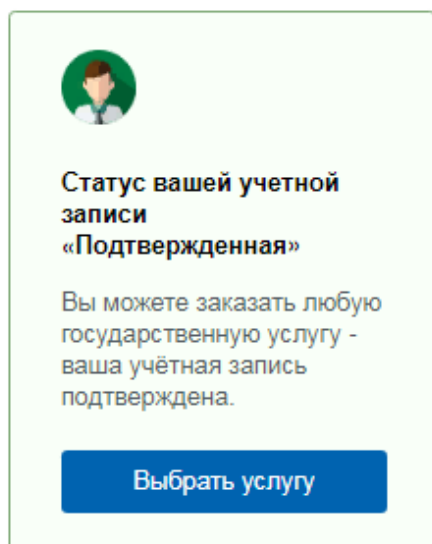 Статус вашей учетной
записи
«Подтвержденная»
Вы можете заказать любую
государственную услугу -
ваша учётная запись
подтверждена.
Выбрать услугу